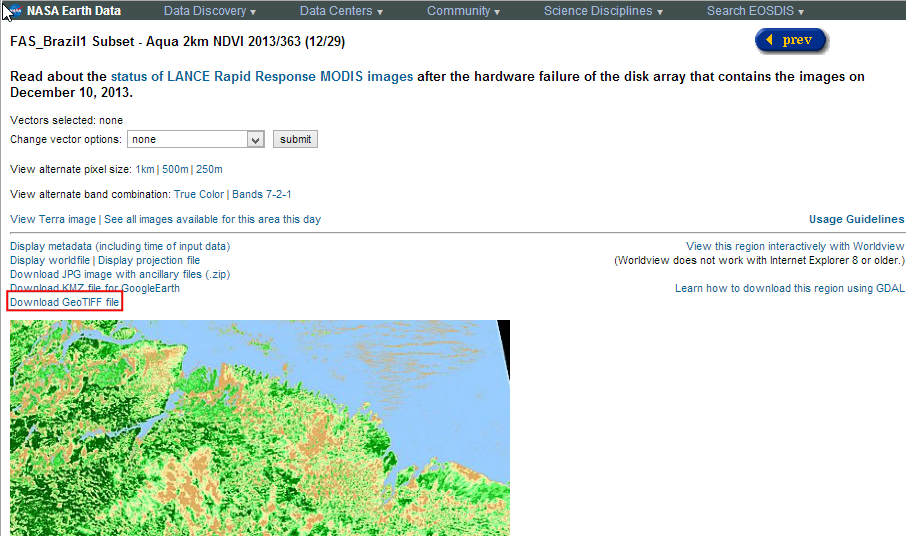 NASA Earth Data Data Discovery ▾ Data Centers ▾ Community ▾ Science Disciplines ▾ Search EOSDIS ▾
FAS_Brazil1 Subset - Aqua 2km NDVI 2013/363 (12/29)
prev
Read about the status of LANCE Rapid Response MODIS images after the hardware failure of the disk array that contains the images on
December 10, 2013.
Vectors selected: none
Change vector options: none submit
View alternate pixel size: 1km | 500m | 250m
View alternate band combination: True Color | Bands 7-2-1
View Terra image | See all images available for this area this day Usage Guidelines
Display metadata (including time of input data) View this region interactively with Worldview
Display worldfile | Display projection file (Worldview does not work with Internet Explorer 8 or older.)
Download JPG image with ancillary files (.zip)
Download KMZ file for GoogleEarth Learn how to download this region using GDAL
Download GeoTIFF file